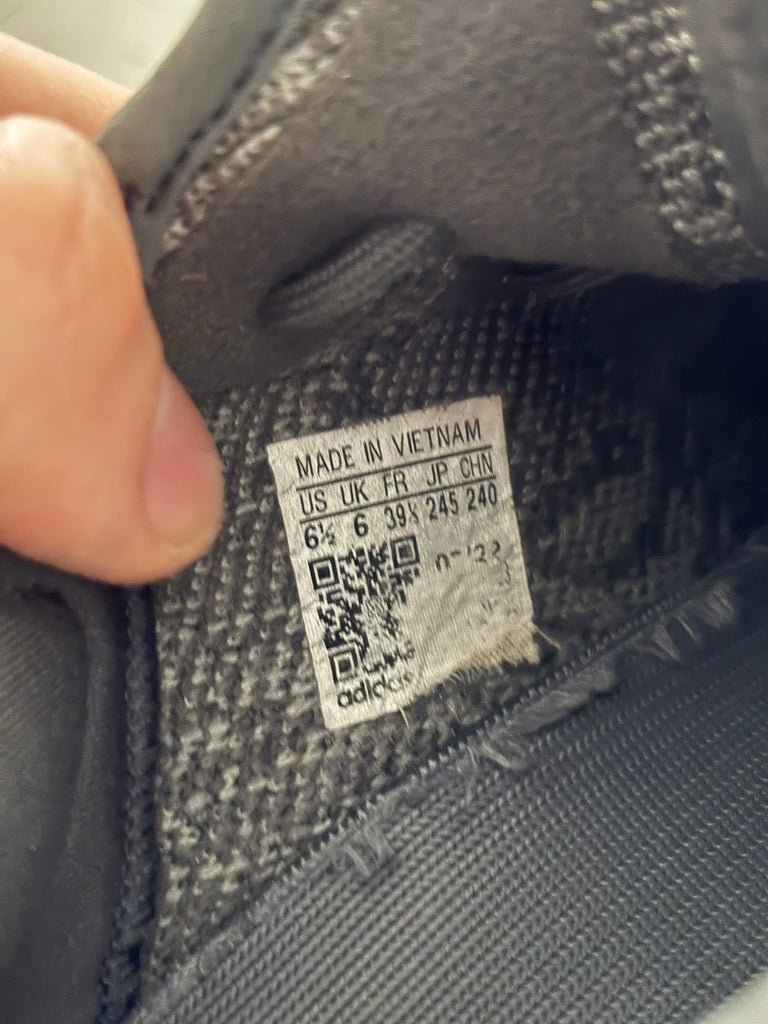 MADE IN VIETNAM
US UK FR JP CHN
6½ 6 39⅓ 245 240
adidas